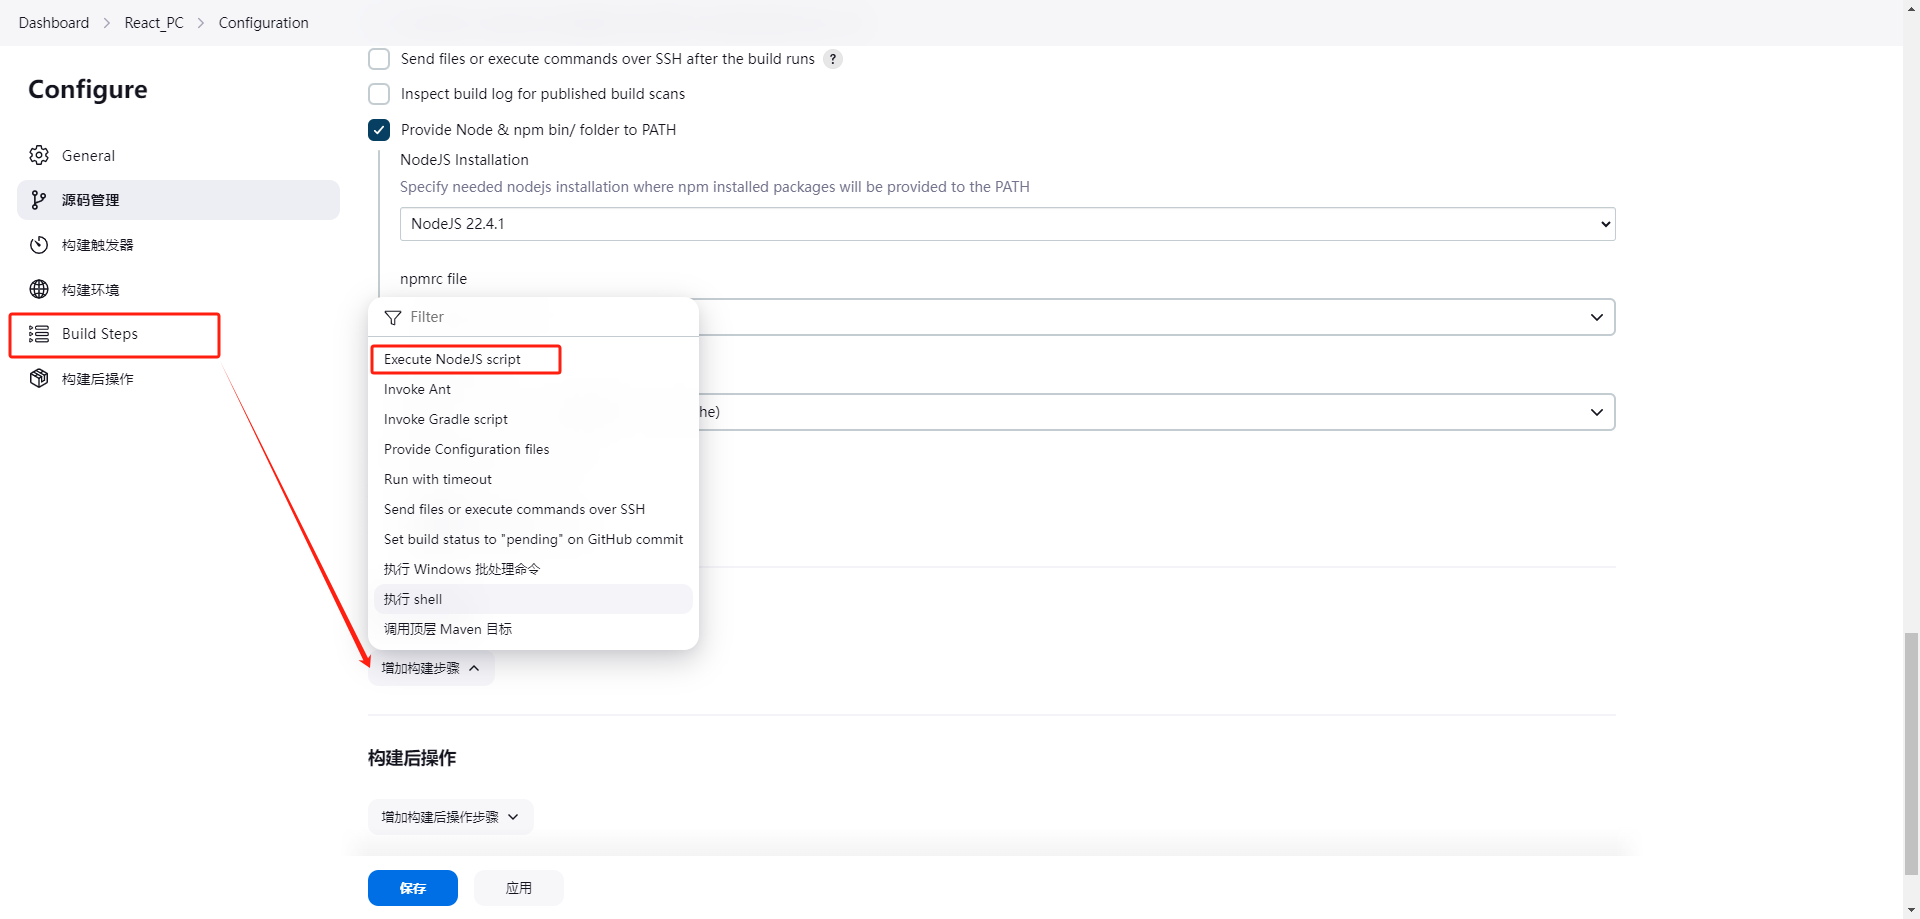 Dashboard > React_PC > Configuration
Configure
General
源码管理
构建触发器
构建环境
Build Steps
构建后操作
Send files or execute commands over SSH after the build runs ?
Inspect build log for published build scans
Provide Node & npm bin/ folder to PATH
NodeJS Installation
Specify needed nodejs installation where npm installed packages will be provided to the PATH
NodeJS 22.4.1
npmrc file
Filter
Execute NodeJS script
Invoke Ant
Invoke Gradle script
he)
Provide Configuration files
Run with timeout
Send files or execute commands over SSH
Set build status to "pending" on GitHub commit
执行 Windows 批处理命令
执行 shell
调用顶层 Maven 目标
增加构建步骤
构建后操作
增加构建后操作步骤
保存
应用